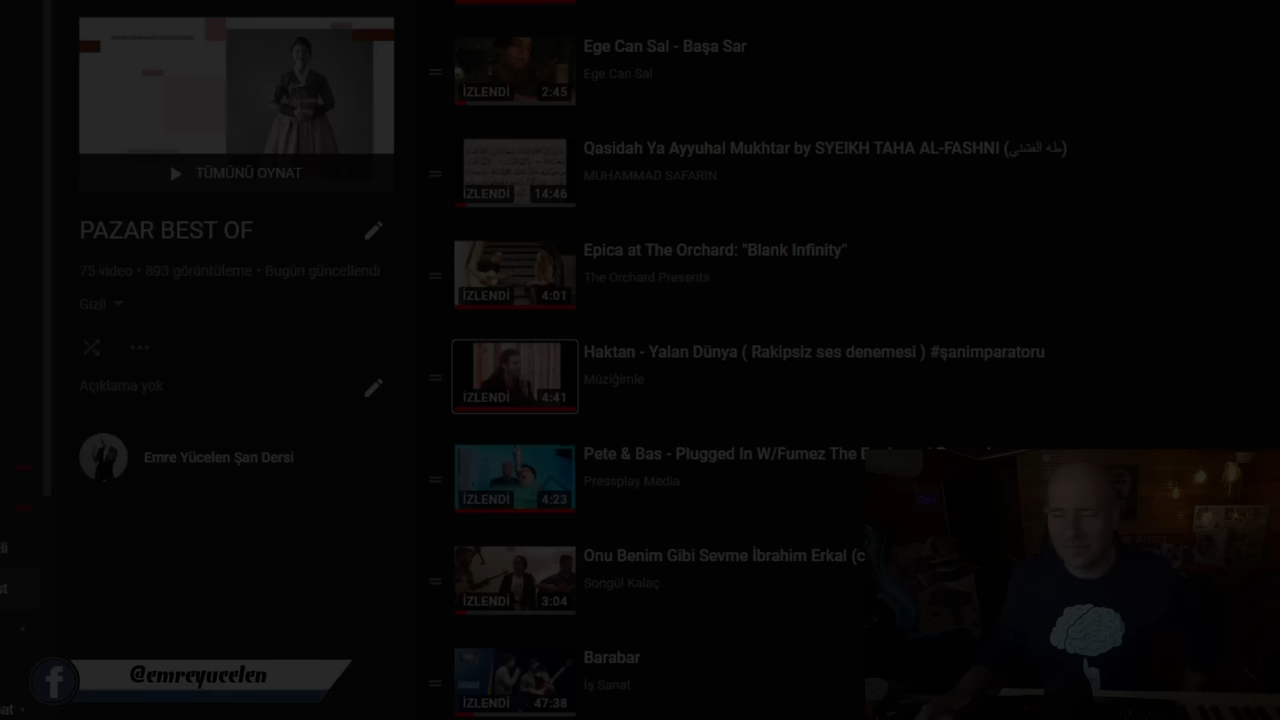 TÜMÜNÜ OYNAT
PAZAR BEST OF
75 video • 893 görüntüleme • Bugün güncellendi
Gizli
Açıklama yok
Emre Yücelen Şan Dersi
@emreyucelen
Ege Can Sal - Başa Sar
Ege Can Sal
İZLENDİ 2:45
Qasidah Ya Ayyuhal Mukhtar by SYEIKH TAHA AL-FASHNI (طه الفشني)
MUHAMMAD SAFARIN
İZLENDİ 14:46
Epica at The Orchard: "Blank Infinity"
The Orchard Presents
İZLENDİ 4:01
Haktan - Yalan Dünya ( Rakipsiz ses denemesi ) #şanimparatoru
Müziğimle
İZLENDİ 4:41
Pete & Bas - Plugged In W/Fumez The
Pressplay Media
İZLENDİ 4:23
Onu Benim Gibi Sevme İbrahim Erkal (c
Songül Kalaç
İZLENDİ 3:04
Barabar
İş Sanat
İZLENDİ 47:38